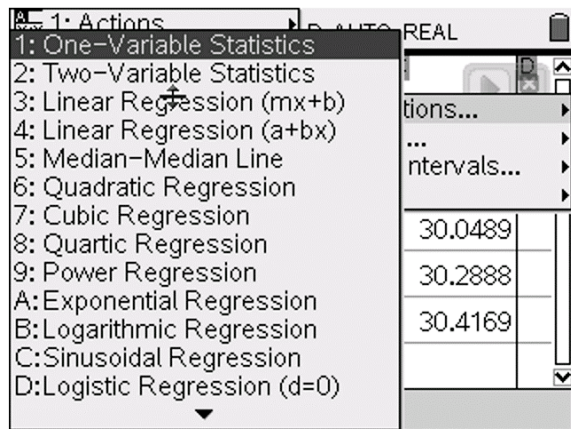 1: Actions
AUTO REAL
1: One-Variable Statistics
D
2: Two-Variable Statistics
3: Linear Regression (mx+b)
tions...
4: Linear Regression (a+bx)
...
5: Median-Median Line
ntervals...
6: Quadratic Regression
7: Cubic Regression
30.0489
8: Quartic Regression
9: Power Regression
30.2888
A:Exponential Regression
B:Logarithmic Regression
30.4169
C:Sinusoidal Regression
D:Logistic Regression (d=0)